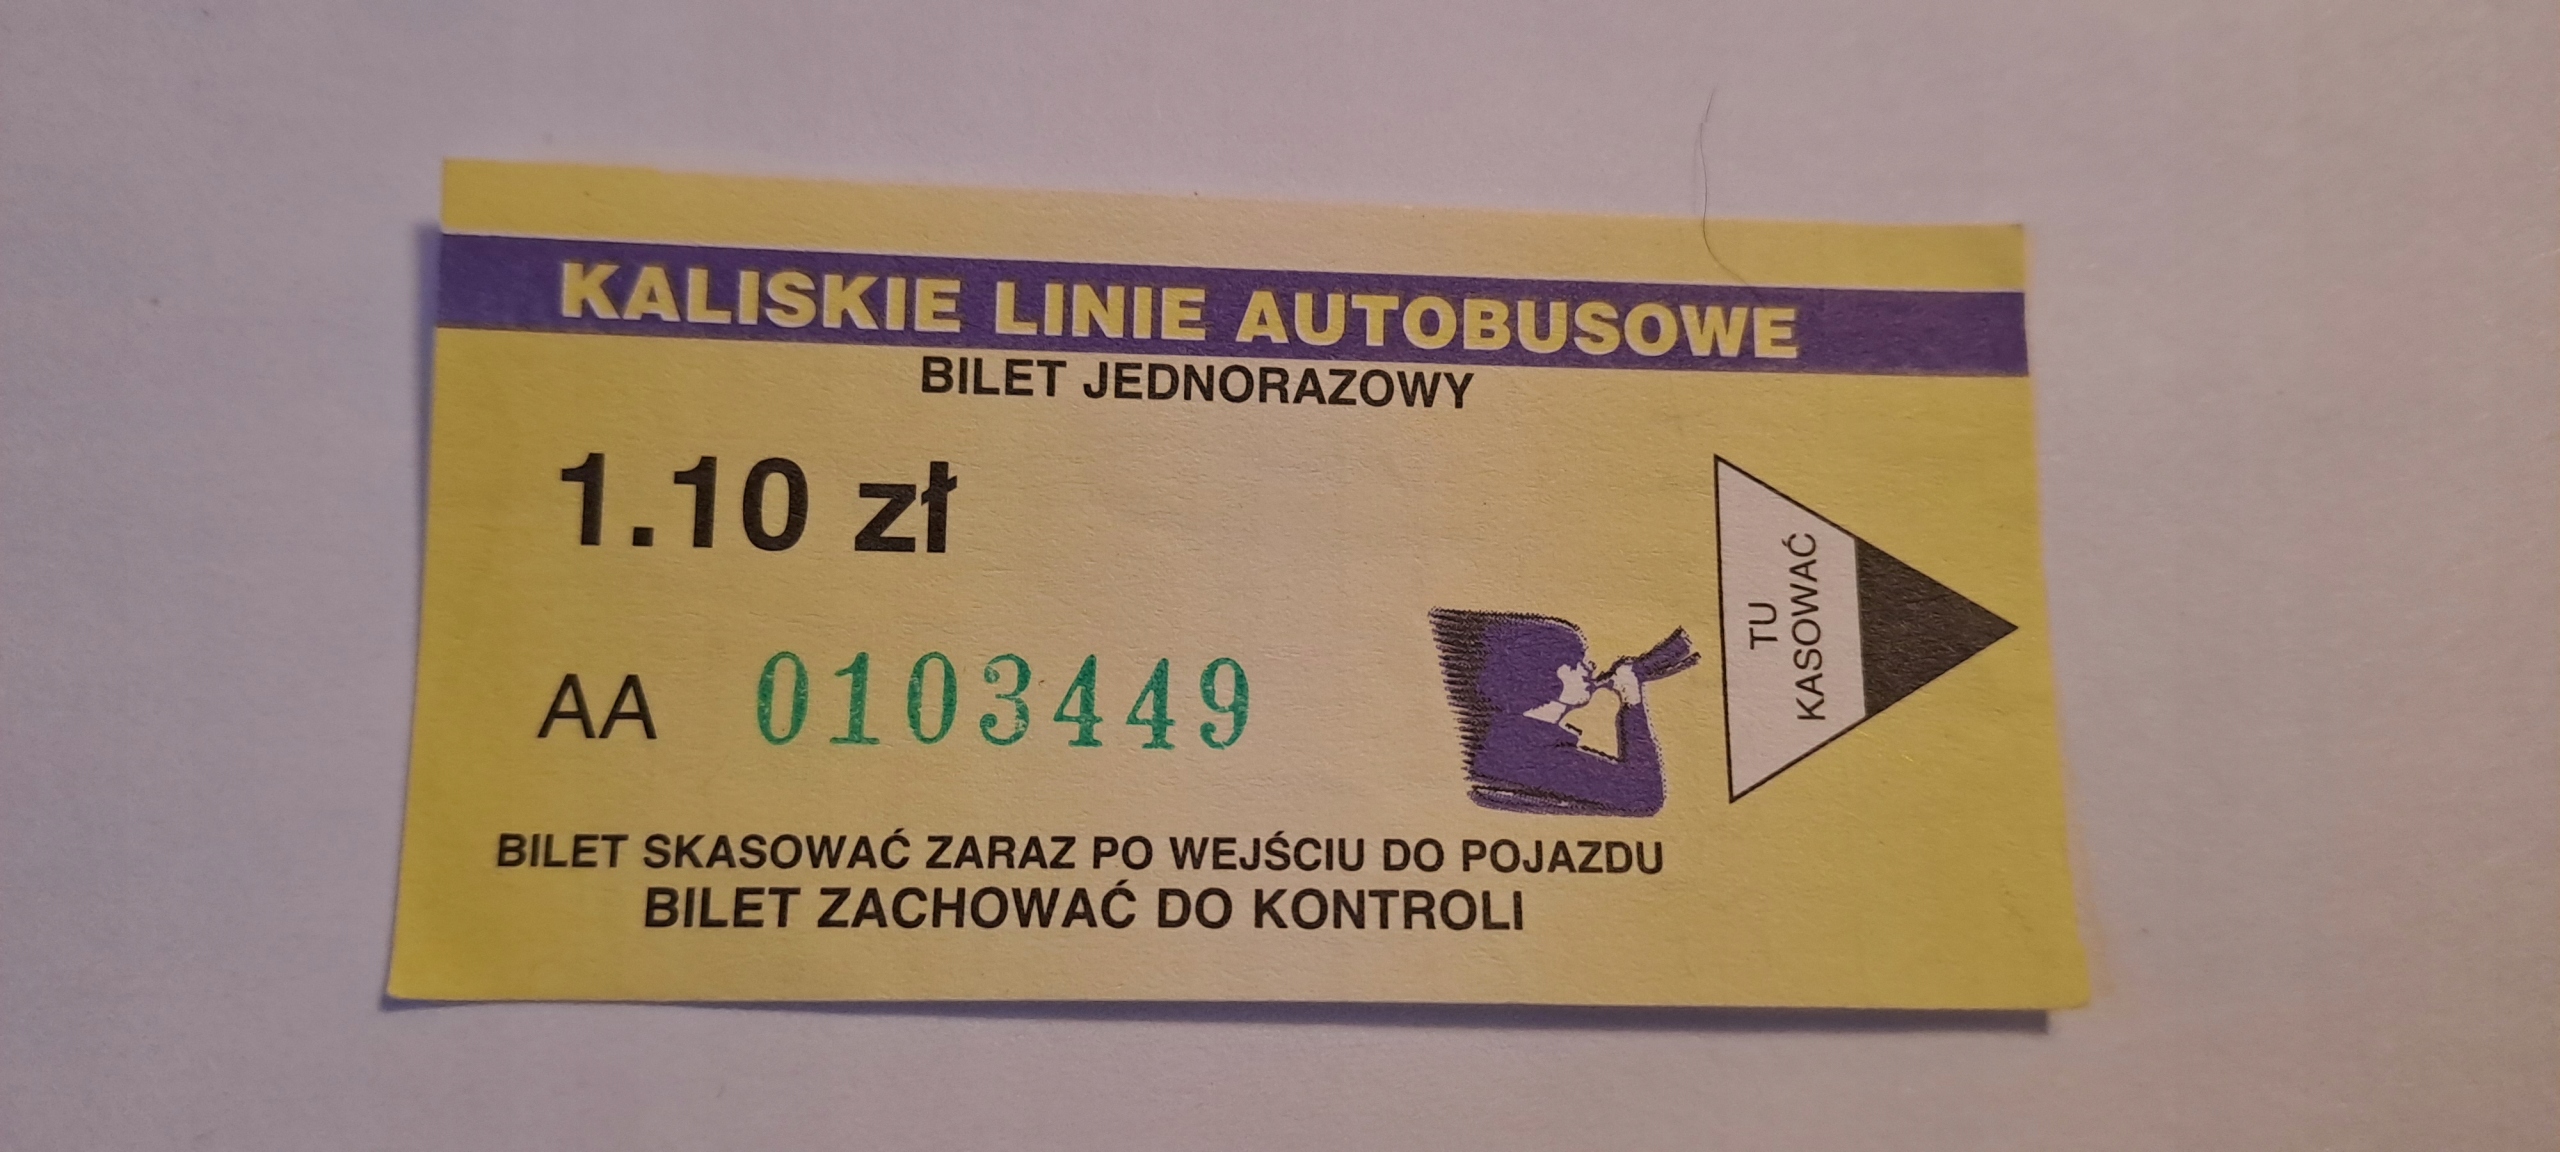 KALISKIE LINIE AUTOBUSOWE
BILET JEDNORAZOWY
1.10 zł
AA 0103449
TU
KASOWAĆ
BILET SKASOWAĆ ZARAZ PO WEJŚCIU DO POJAZDU
BILET ZACHOWAĆ DO KONTROLI